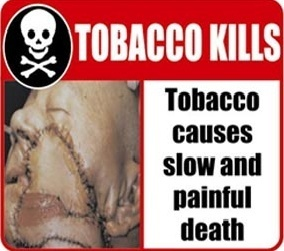 TOBACCO KILLS
Tobacco
causes
slow and
painful
death